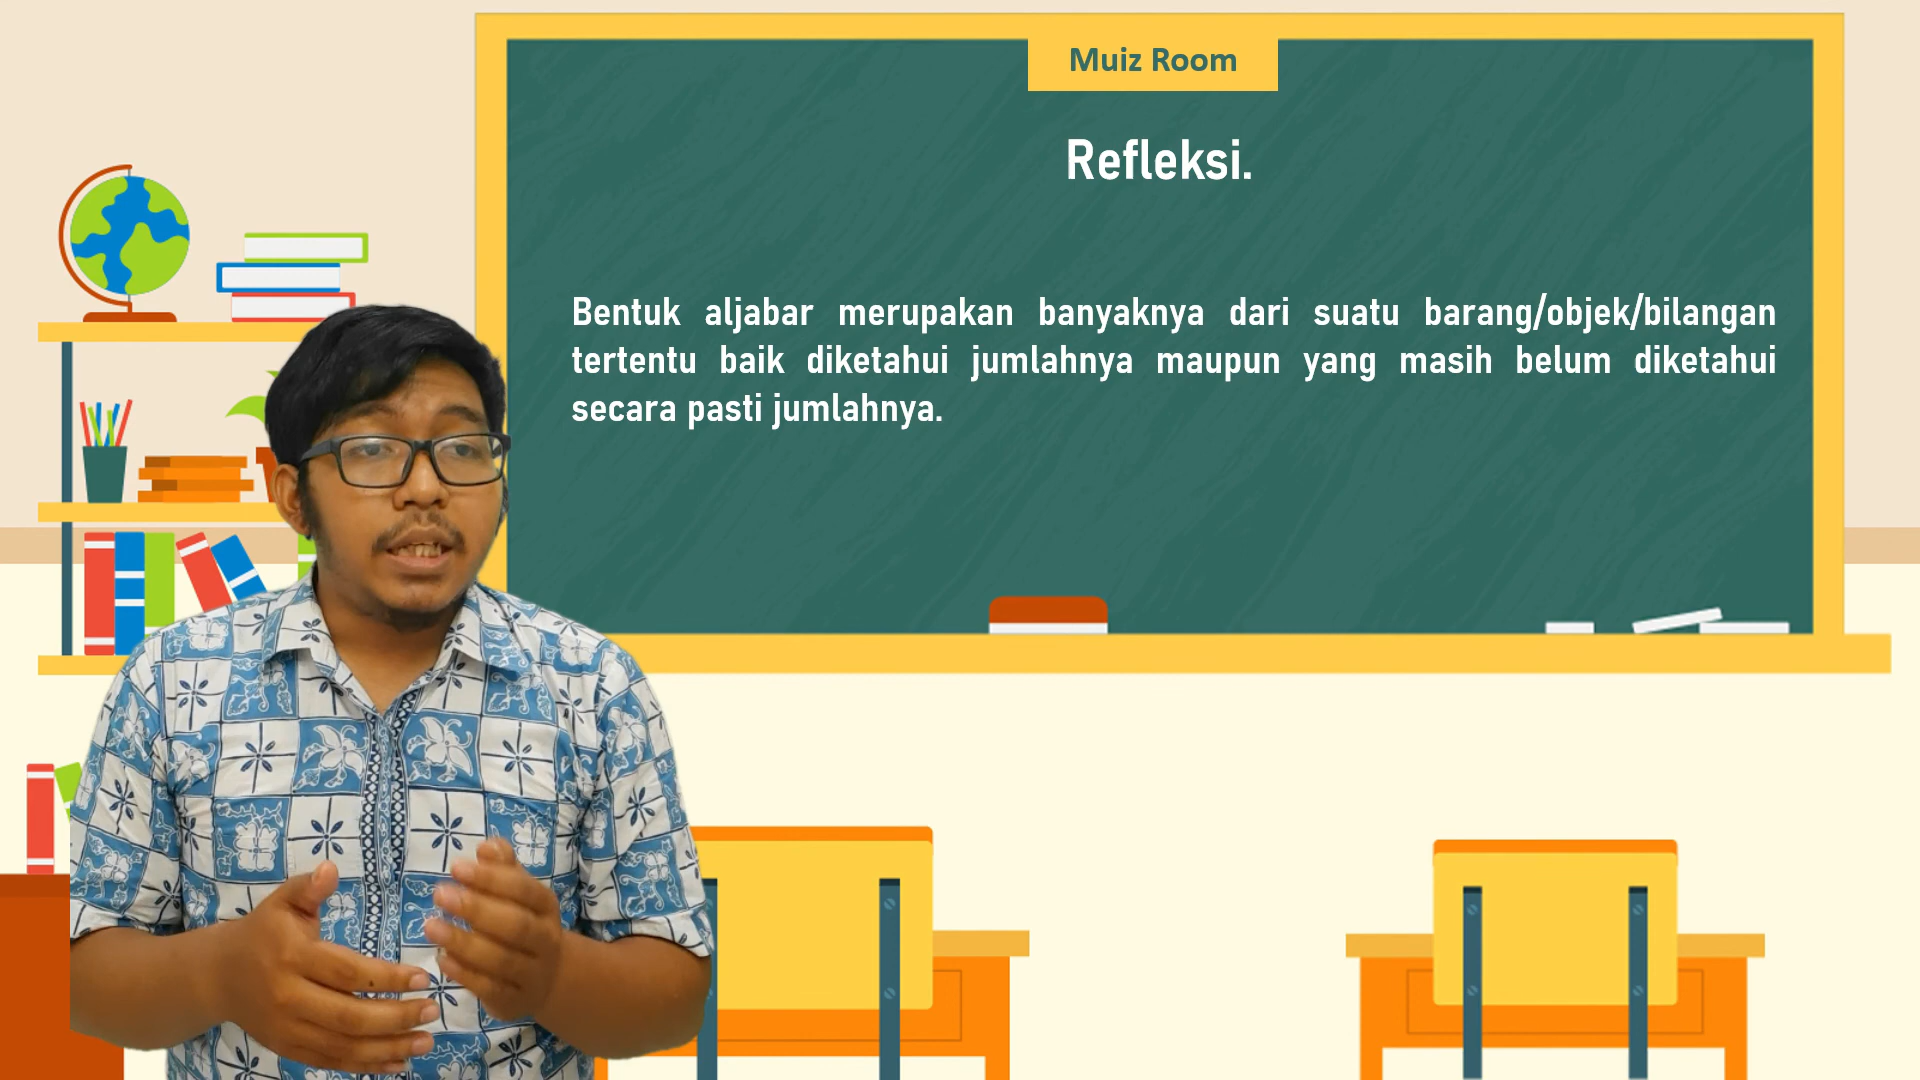 Muiz Room
Refleksi.
Bentuk aljabar merupakan banyaknya dari suatu barang/objek/bilangan
tertentu baik diketahui jumlahnya maupun yang masih belum diketahui
secara pasti jumlahnya.